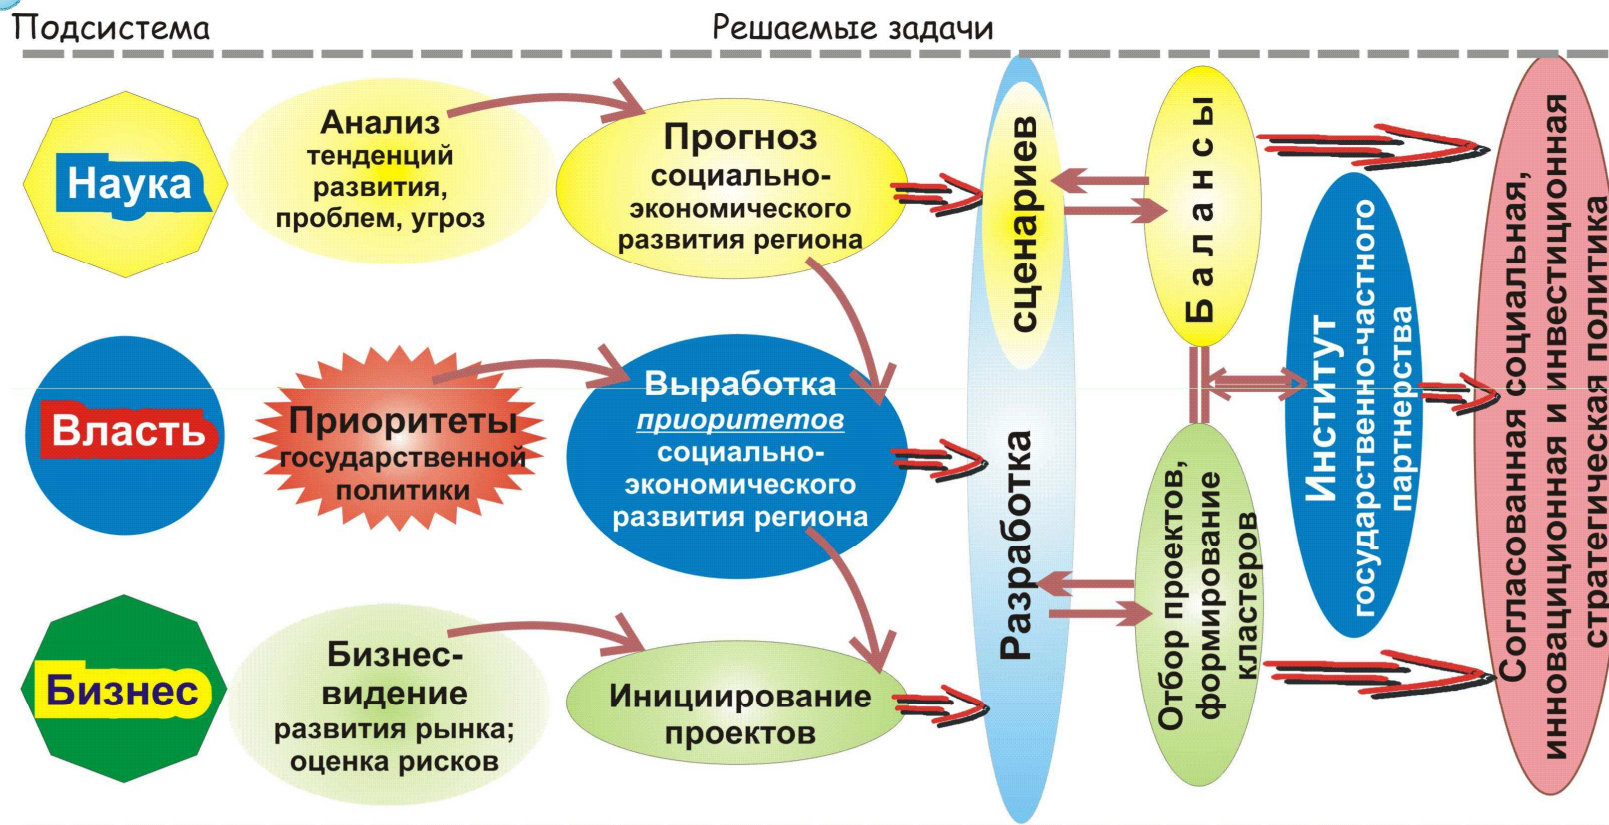 Подсистема
Решаемые задачи
Наука
Анализ
тенденций
развития,
проблем, угроз
Прогноз
социально-
экономического
развития региона
Власть
Приоритеты
государственной
политики
Выработка
приоритетов
социально-
экономического
развития региона
Бизнес
Бизнес-
видение
развития рынка;
оценка рисков
Инициирование
проектов
Разработка
сценариев
Балансы
Отбор проектов,
формирование
кластеров
Институт
государственно-частного
партнерства
Согласованная социальная,
инновационная и инвестиционная
стратегическая политика